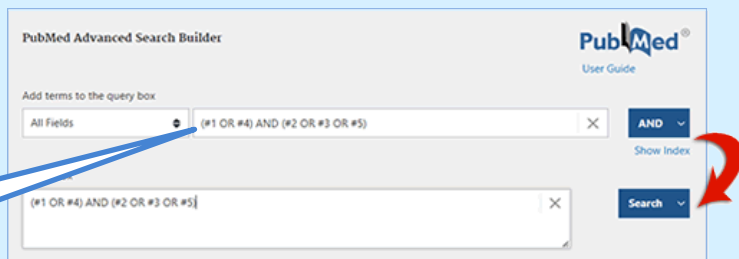 PubMed Advanced Search Builder
PubMed®
User Guide
Add terms to the query box
All Fields
(#1 OR #4) AND (#2 OR #3 OR #5)
AND
Show Index
(#1 OR #4) AND (#2 OR #3 OR #5)
Search